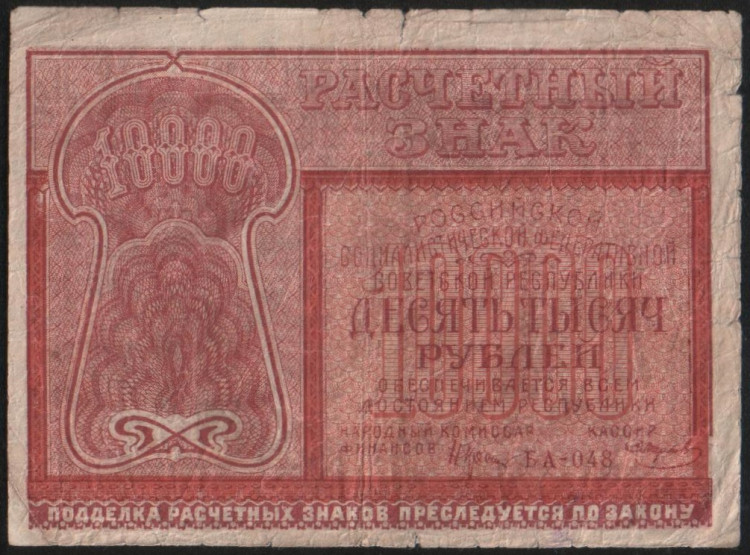 РАСЧЕТНЫЙ
ЗНАК
10000
РОССИЙСКОЙ
СОЦИАЛИСТИЧЕСКОЙ ФЕДЕРАТИВНОЙ
СОВЕТСКОЙ РЕСПУБЛИКИ
10000
ДЕСЯТЬ ТЫСЯЧ
РУБЛЕЙ
ОБЕСПЕЧИВАЕТСЯ ВСЕМ
ДОСТОЯНИЕМ РЕСПУБЛИКИ
НАРОДНЫЙ КОМИССАР КАССИР
ФИНАНСОВ
БА-048
ПОДДЕЛКА РАСЧЕТНЫХ ЗНАКОВ ПРЕСЛЕДУЕТСЯ ПО ЗАКОНУ